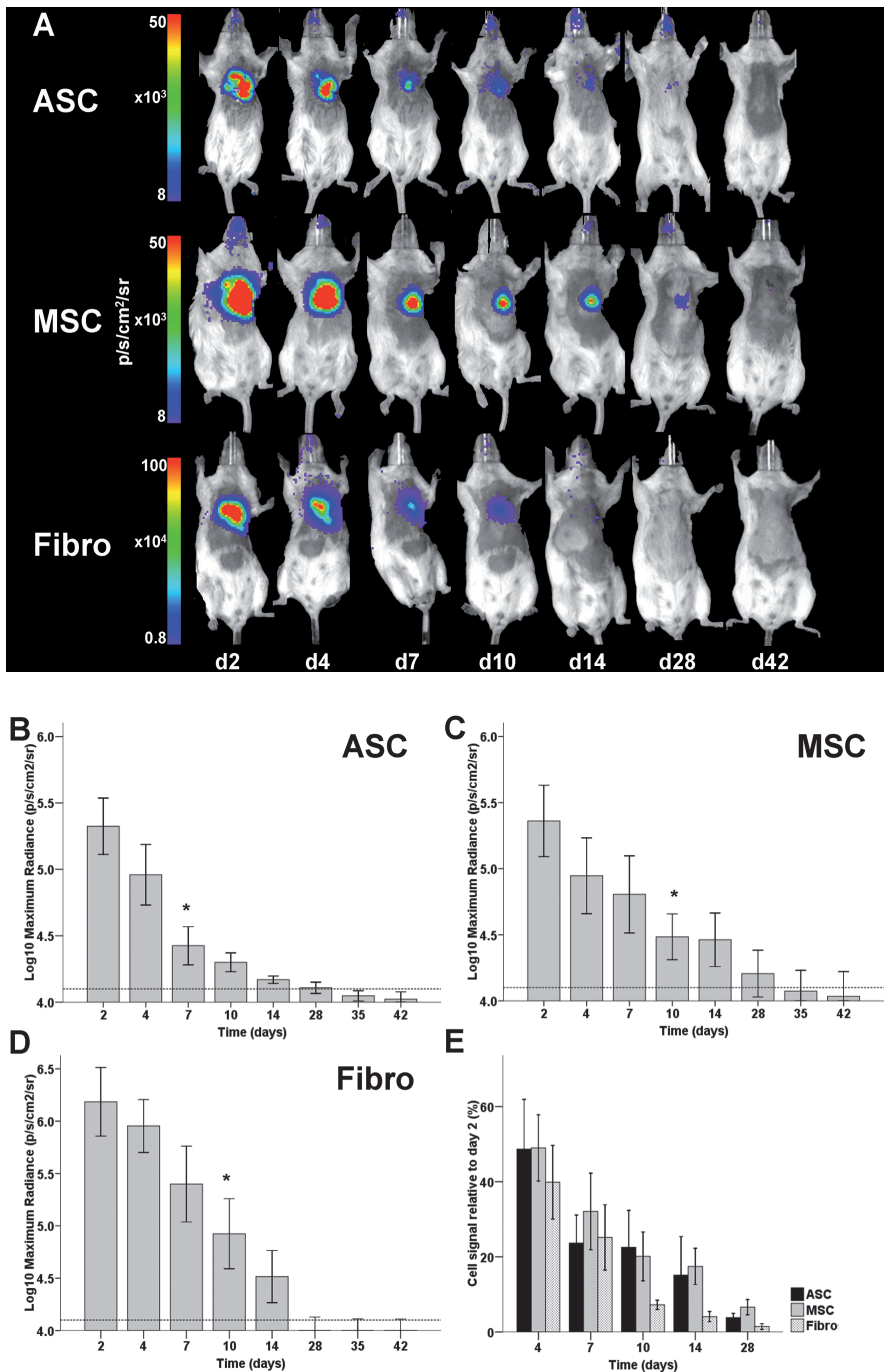 A
50
x10³
8
ASC
50
x10³
8
MSC
p/s/cm²/sr
100
x10⁴
0.8
Fibro
d2 d4 d7 d10 d14 d28 d42
B
ASC
Log10 Maximum Radiance (p/s/cm2/sr)
6.0
5.5
5.0
4.5
4.0
*
2 4 7 10 14 28 35 42
Time (days)
C
MSC
Log10 Maximum Radiance (p/s/cm2/sr)
6.0
5.5
5.0
4.5
4.0
*
2 4 7 10 14 28 35 42
Time (days)
D
Fibro
Log10 Maximum Radiance (p/s/cm2/sr)
6.5
6.0
5.5
5.0
4.5
4.0
*
2 4 7 10 14 28 35 42
Time (days)
E
Cell signal relative to day 2 (%)
60
40
20
0
4 7 10 14 28
Time (days)
ASC
MSC
Fibro